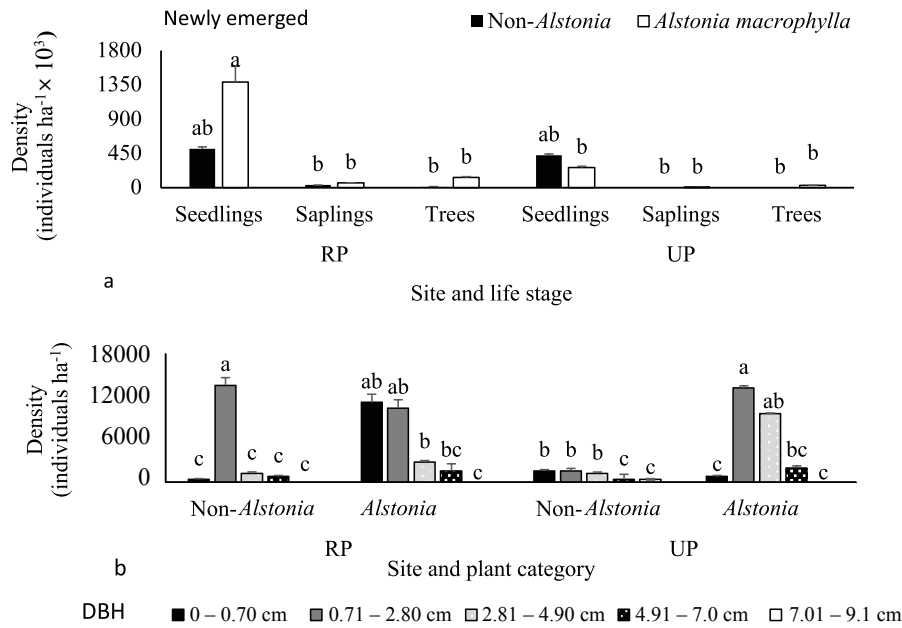 Newly emerged
Non-Alstonia Alstonia macrophylla
Density
(individuals ha⁻¹ × 10³)
1800
1350
900
450
0
ab a b b b b ab b b b b b
Seedlings Saplings Trees Seedlings Saplings Trees
RP UP
a
Site and life stage
Density
(individuals ha⁻¹)
18000
12000
6000
0
c a c c c ab ab b bc c b b b c c c a ab bc c
Non-Alstonia Alstonia Non-Alstonia Alstonia
RP UP
b
Site and plant category
DBH 0 – 0.70 cm 0.71 – 2.80 cm 2.81 – 4.90 cm 4.91 – 7.0 cm 7.01 – 9.1 cm